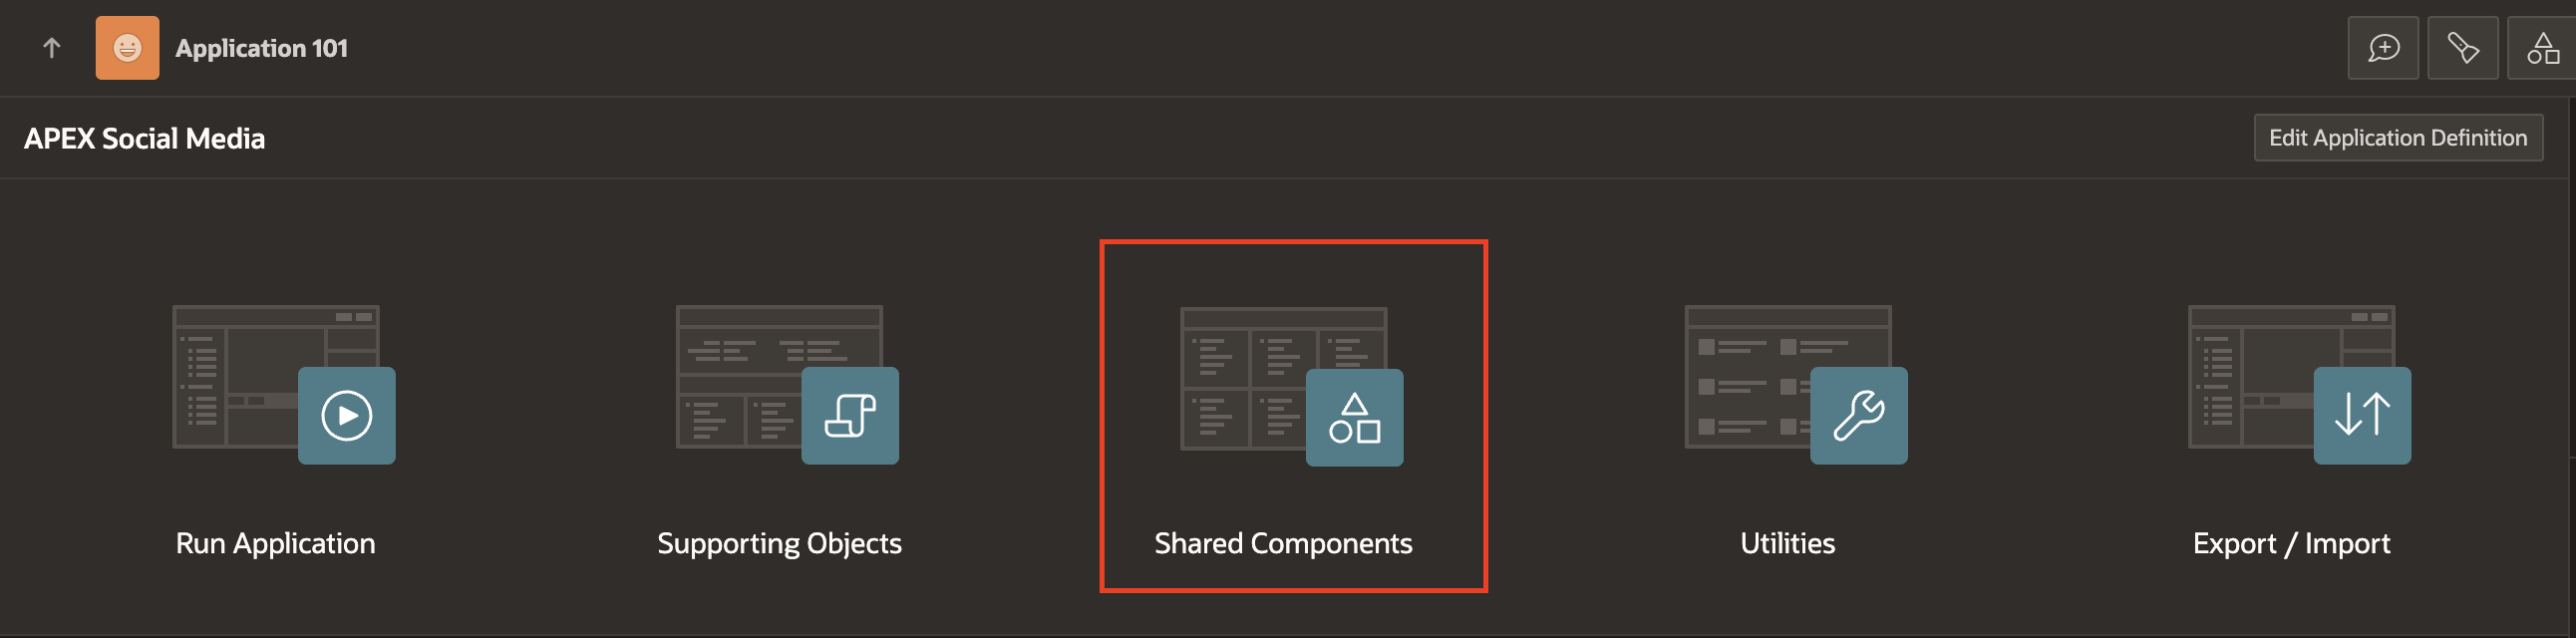 Application 101
APEX Social Media
Edit Application Definition
Run Application
Supporting Objects
Shared Components
Utilities
Export / Import